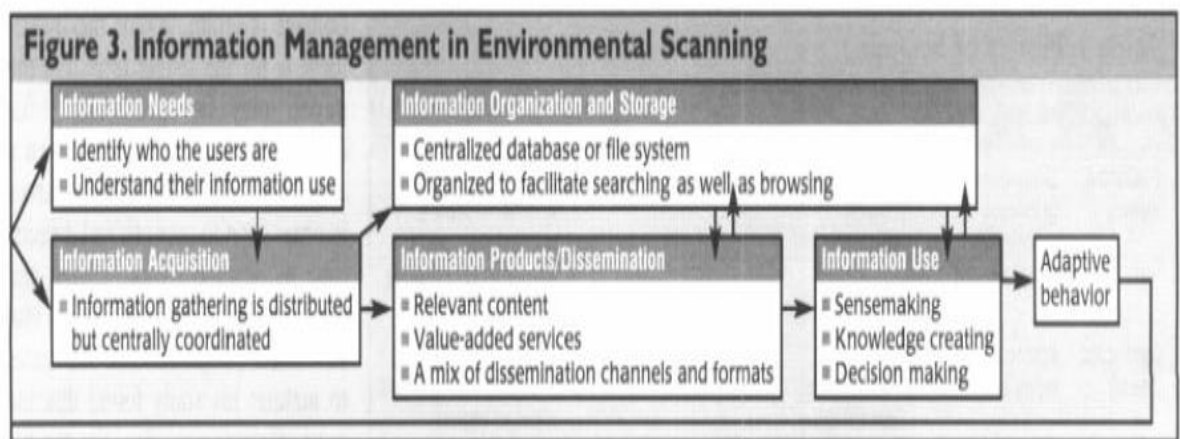 Figure 3. Information Management in Environmental Scanning
Information Needs
▪ Identify who the users are
▪ Understand their information use
Information Organization and Storage
▪ Centralized database or file system
▪ Organized to facilitate searching as well as browsing
Information Acquisition
▪ Information gathering is distributed
but centrally coordinated
Information Products/Dissemination
▪ Relevant content
▪ Value-added services
▪ A mix of dissemination channels and formats
Information Use
▪ Sensemaking
▪ Knowledge creating
▪ Decision making
Adaptive
behavior